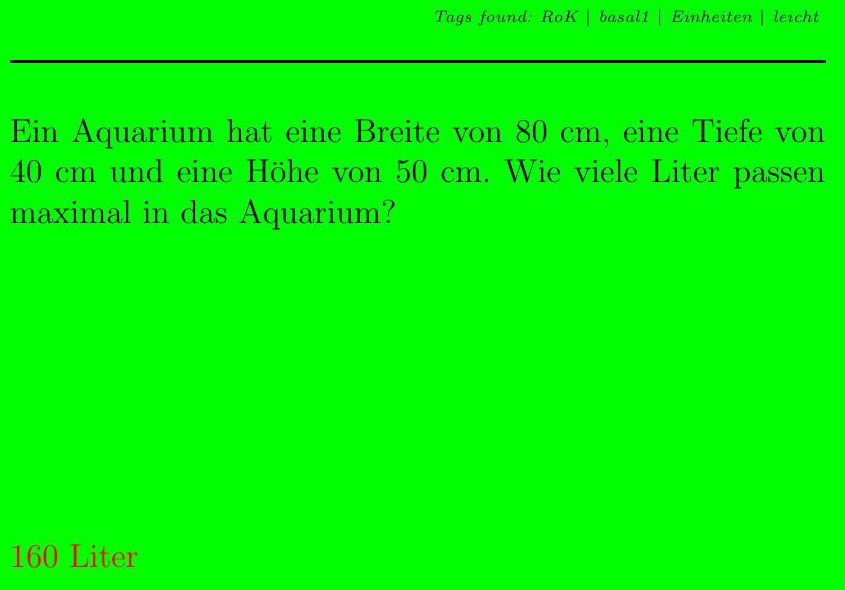 Tags found: RoK | basal1 | Einheiten | leicht
Ein Aquarium hat eine Breite von 80 cm, eine Tiefe von
40 cm und eine Höhe von 50 cm. Wie viele Liter passen
maximal in das Aquarium?
160 Liter